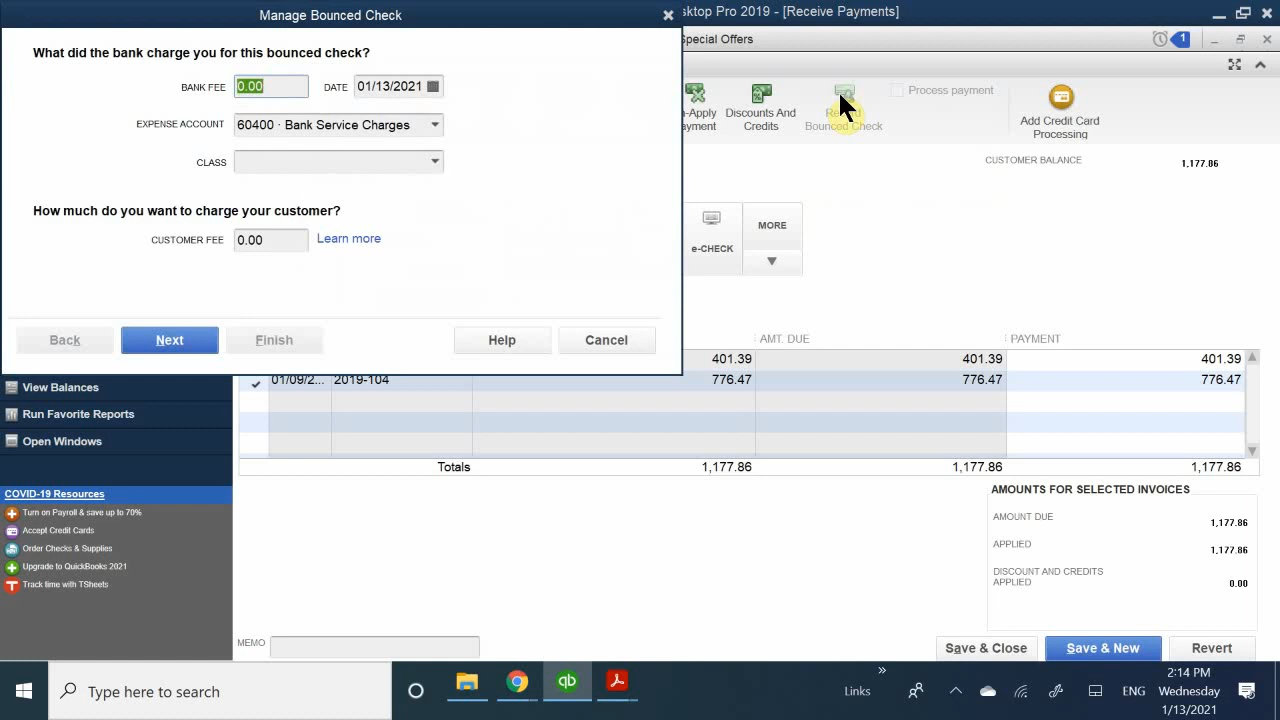 Manage Bounced Check
sktop Pro 2019 - [Receive Payments]
What did the bank charge you for this bounced check?
BANK FEE 0.00 DATE 01/13/2021
EXPENSE ACCOUNT 60400 · Bank Service Charges
CLASS
How much do you want to charge your customer?
CUSTOMER FEE 0.00 Learn more
Back Next Finish Help Cancel
Special Offers
1
Discounts And
Credits
Bounced Check
Process payment
Add Credit Card
Processing
CUSTOMER BALANCE 1,177.86
e-CHECK
MORE
AMT. DUE PAYMENT
401.39 401.39 401.39
01/09/2... 2019-104 776.47 776.47 776.47
Totals 1,177.86 1,177.86 1,177.86
View Balances
Run Favorite Reports
Open Windows
COVID-19 Resources
Turn on Payroll & save up to 70%
Accept Credit Cards
Order Checks & Supplies
Upgrade to QuickBooks 2021
Track time with TSheets
AMOUNTS FOR SELECTED INVOICES
AMOUNT DUE 1,177.86
APPLIED 1,177.86
DISCOUNT AND CREDITS
APPLIED 0.00
MEMO
Save & Close Save & New Revert
Type here to search
qb
Links
ENG
2:14 PM
Wednesday
1/13/2021